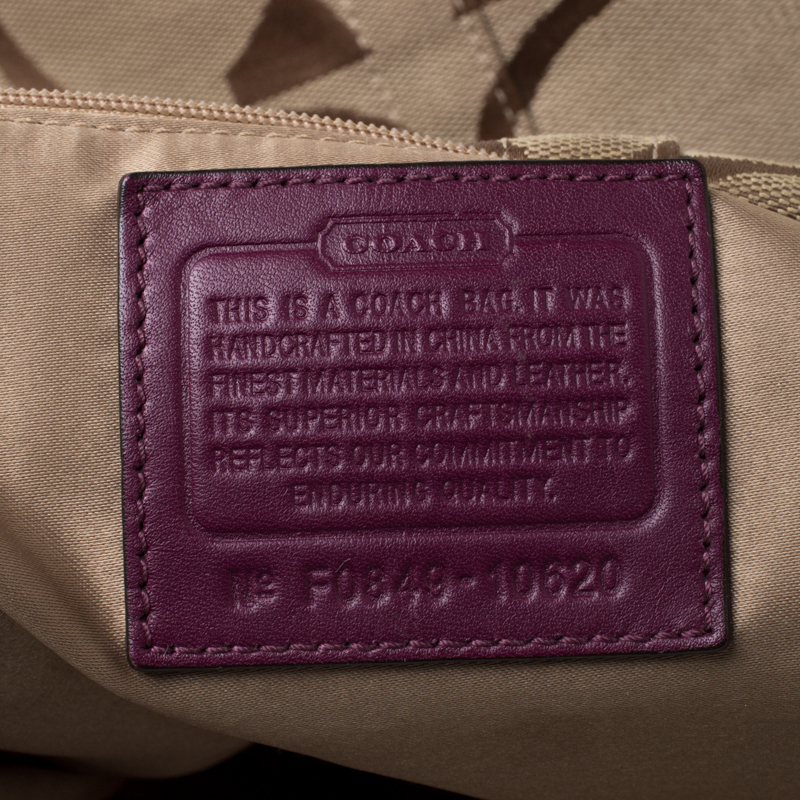 COACH
THIS IS A COACH BAG. IT WAS
HANDCRAFTED IN CHINA FROM THE
FINEST MATERIALS AND LEATHER.
ITS SUPERIOR CRAFTSMANSHIP
REFLECTS OUR COMMITMENT TO
ENDURING QUALITY.
Nº F0849-10620